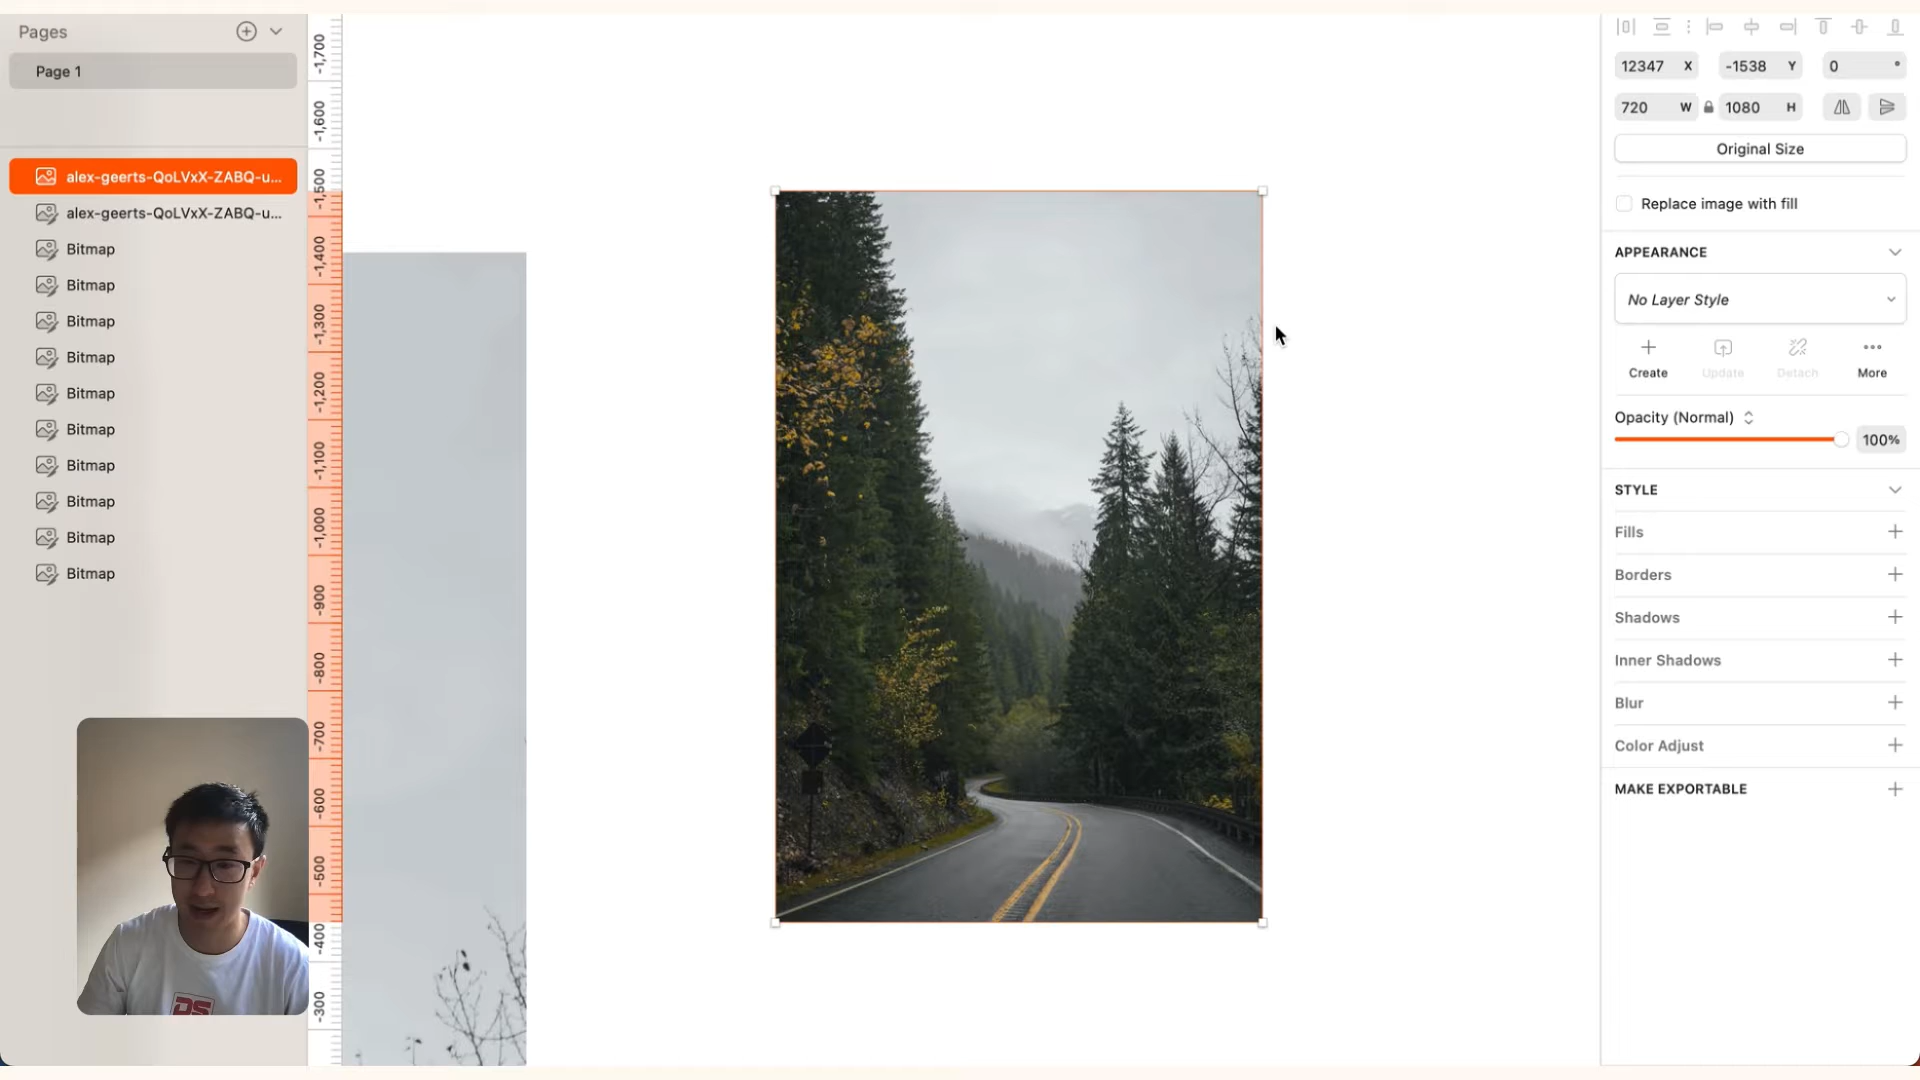 Pages
Page 1
alex-geerts-QoLVxX-ZABQ-u...
alex-geerts-QoLVxX-ZABQ-u...
Bitmap
Bitmap
Bitmap
Bitmap
Bitmap
Bitmap
Bitmap
Bitmap
Bitmap
Bitmap
-1,700
-1,600
-1,500
-1,400
-1,300
-1,200
-1,100
-1,000
-900
-800
-700
-600
-500
-400
-300
DS
12347 X -1538 Y 0 °
720 W 1080 H
Original Size
Replace image with fill
APPEARANCE
No Layer Style
Create Update Detach More
Opacity (Normal)
100%
STYLE
Fills
Borders
Shadows
Inner Shadows
Blur
Color Adjust
MAKE EXPORTABLE